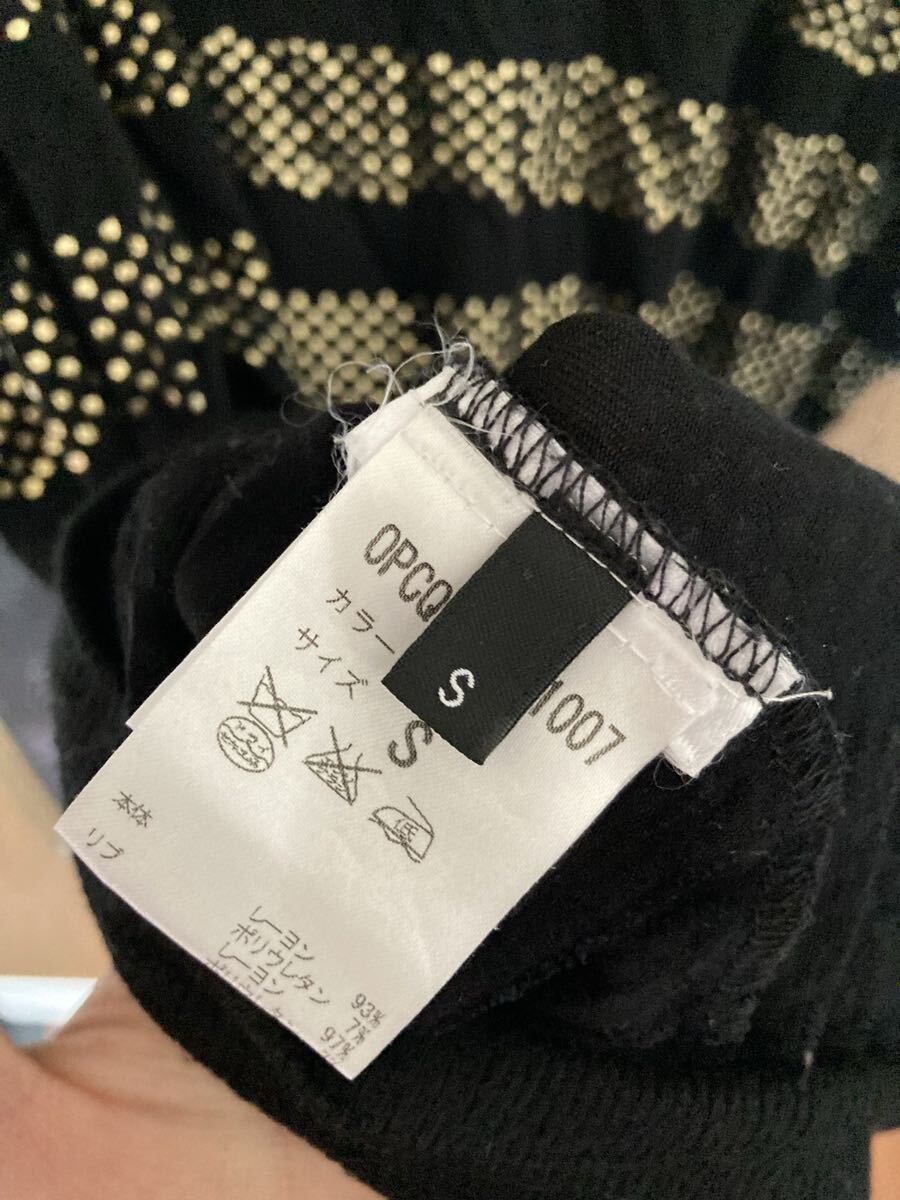 OPCQ 1007
カラー
サイズ S
S
低
本体
リブ
レーヨン 93%
ポリウレタン 7%
レーヨン 97%